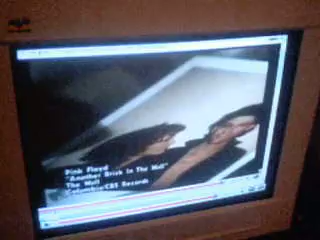 Pink Floyd
"Another Brick In The Wall"
The Wall
Columbia/CBS Records